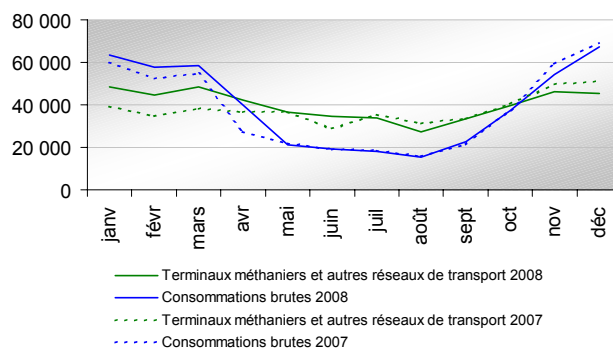 80 000
60 000
40 000
20 000
0
janv
févr
mars
avr
mai
juin
juil
août
sept
oct
nov
déc
Terminaux méthaniers et autres réseaux de transport 2008
Consommations brutes 2008
Terminaux méthaniers et autres réseaux de transport 2007
Consommations brutes 2007